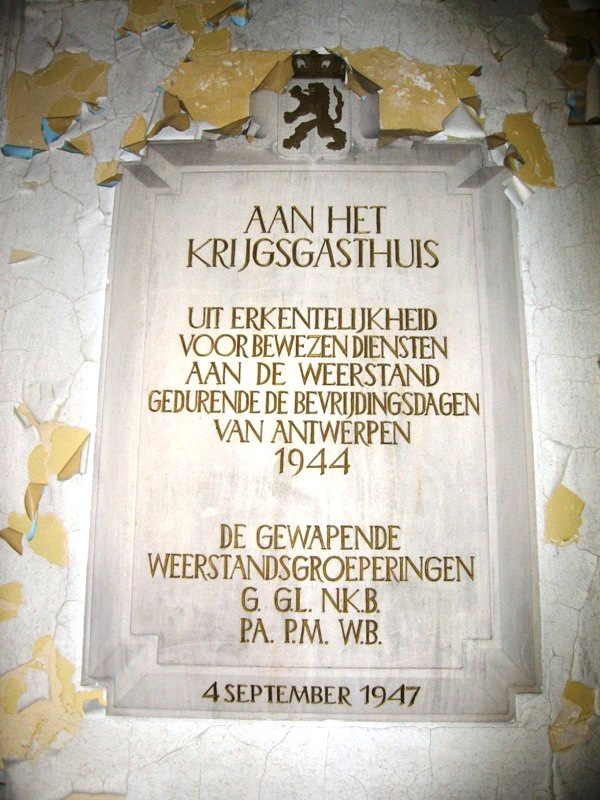 AAN HET
KRIJGSGASTHUIS
UIT ERKENTELIJKHEID
VOOR BEWEZEN DIENSTEN
AAN DE WEERSTAND
GEDURENDE DE BEVRIJDINGSDAGEN
VAN ANTWERPEN
1944
DE GEWAPENDE
WEERSTANDSGROEPERINGEN
G. G.L. N.K.B.
P.A. P.M. W.B.
4 SEPTEMBER 1947